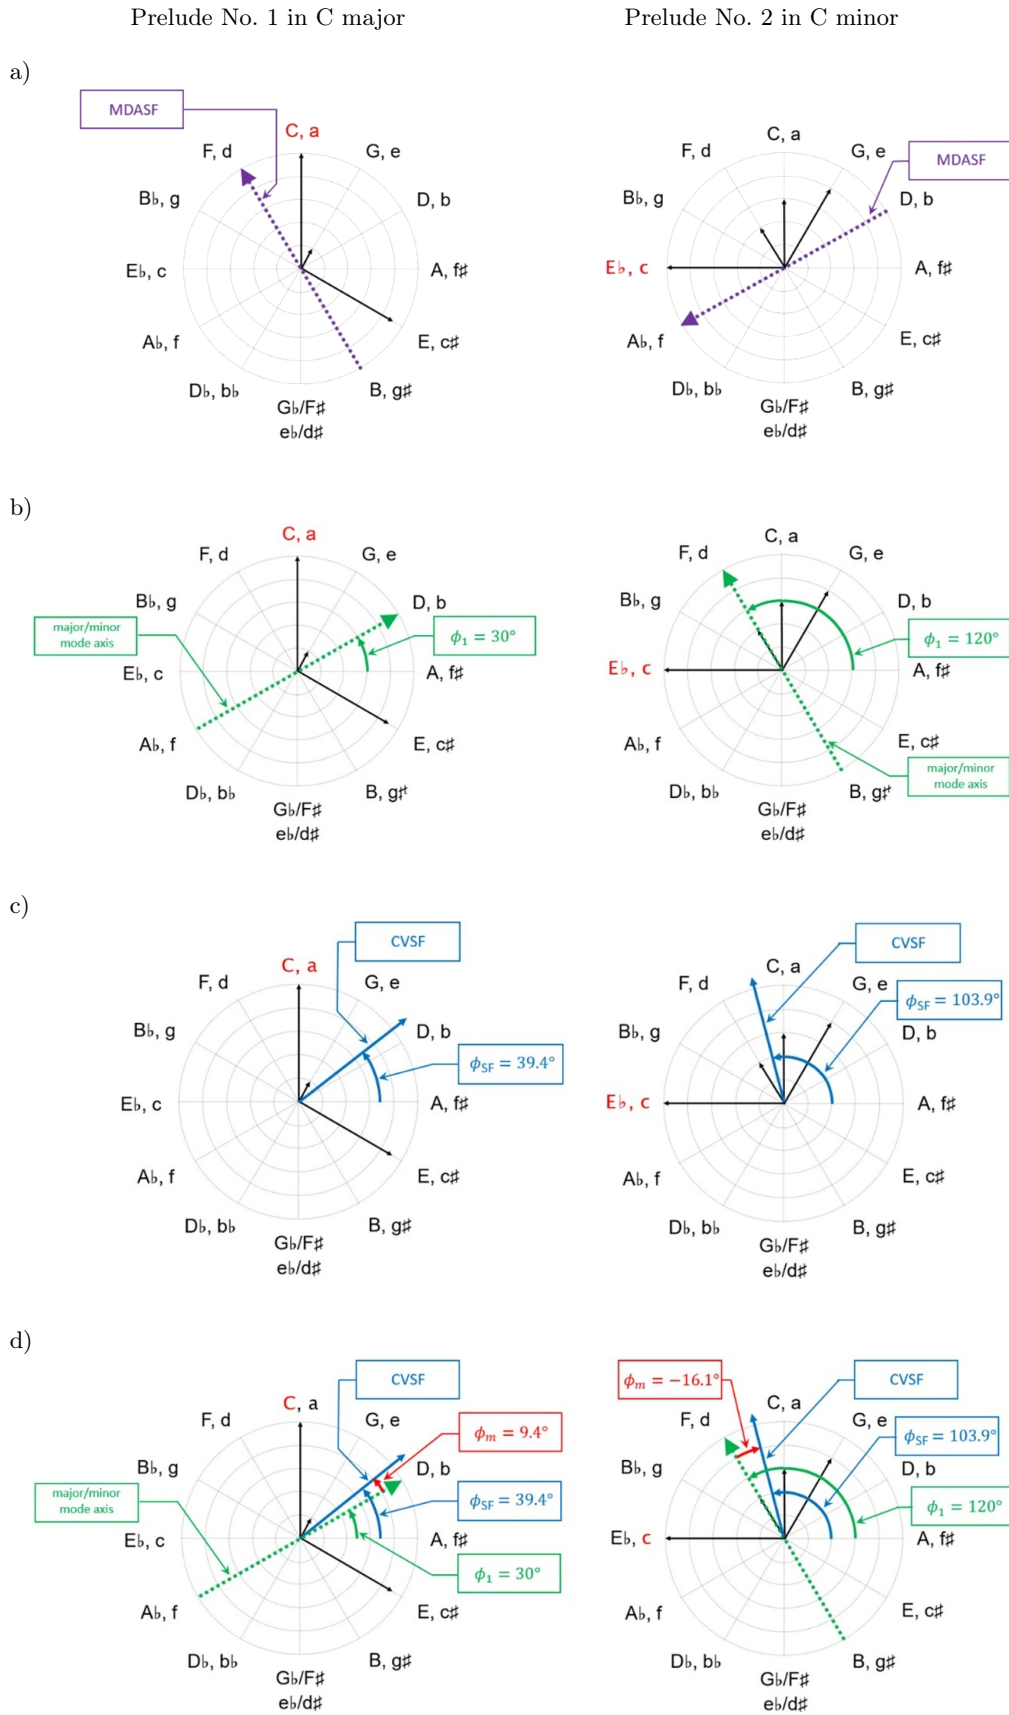 Prelude No. 1 in C major
Prelude No. 2 in C minor
a)
MDASF
C, a
G, e
D, b
A, f♯
E, c♯
B, g♯
G♭/F♯
e♭/d♯
D♭, b♭
A♭, f
E♭, c
B♭, g
F, d
MDASF
C, a
G, e
D, b
A, f♯
E, c♯
B, g♯
G♭/F♯
e♭/d♯
D♭, b♭
A♭, f
E♭, c
B♭, g
F, d
b)
major/minor
mode axis
ϕ₁ = 30°
C, a
G, e
D, b
A, f♯
E, c♯
B, g♯
G♭/F♯
e♭/d♯
D♭, b♭
A♭, f
E♭, c
B♭, g
F, d
ϕ₁ = 120°
major/minor
mode axis
C, a
G, e
D, b
A, f♯
E, c♯
B, g♯
G♭/F♯
e♭/d♯
D♭, b♭
A♭, f
E♭, c
B♭, g
F, d
c)
CVSF
ϕSF = 39.4°
C, a
G, e
D, b
A, f♯
E, c♯
B, g♯
G♭/F♯
e♭/d♯
D♭, b♭
A♭, f
E♭, c
B♭, g
F, d
CVSF
ϕSF = 103.9°
C, a
G, e
D, b
A, f♯
E, c♯
B, g♯
G♭/F♯
e♭/d♯
D♭, b♭
A♭, f
E♭, c
B♭, g
F, d
d)
CVSF
ϕm = 9.4°
ϕSF = 39.4°
ϕ₁ = 30°
major/minor
mode axis
C, a
G, e
D, b
A, f♯
E, c♯
B, g♯
G♭/F♯
e♭/d♯
D♭, b♭
A♭, f
E♭, c
B♭, g
F, d
ϕm = −16.1°
CVSF
ϕSF = 103.9°
ϕ₁ = 120°
C, a
G, e
D, b
A, f♯
E, c♯
B, g♯
G♭/F♯
e♭/d♯
D♭, b♭
A♭, f
E♭, c
B♭, g
F, d